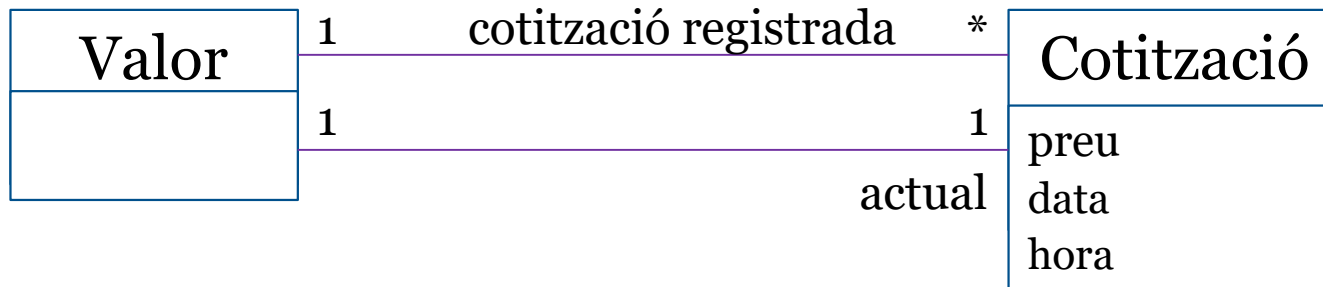 Valor
1 cotització registrada *
1 1
actual
Cotització
preu
data
hora